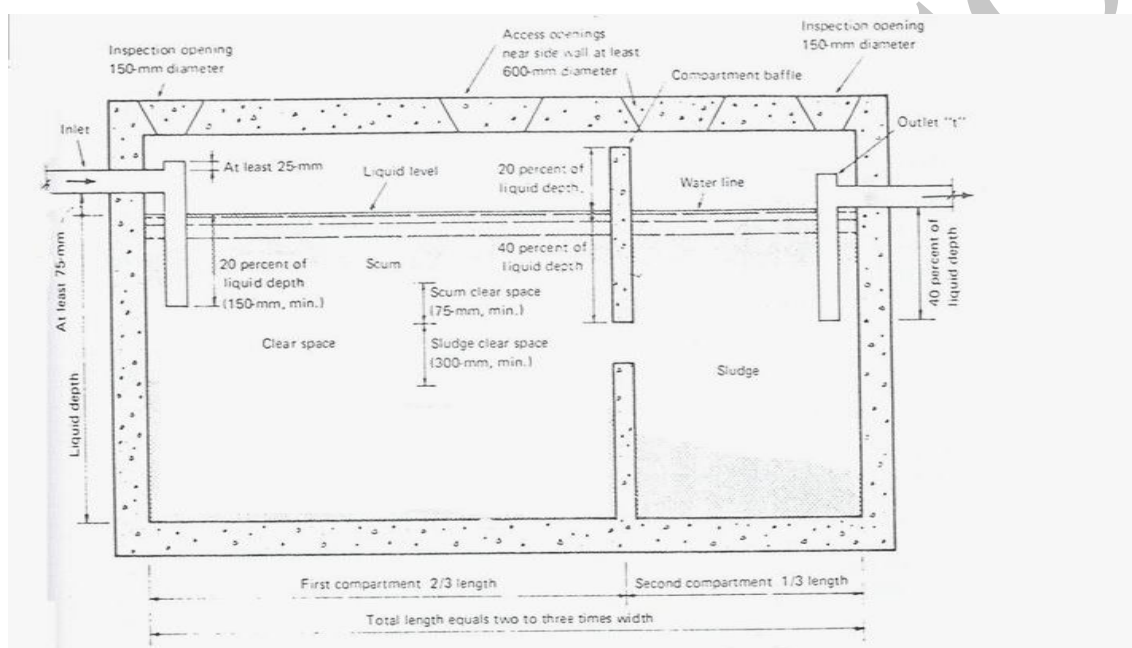 Inspection opening
150-mm diameter
Access openings
near side wall at least
600-mm diameter
Inspection opening
150-mm diameter
Compartment baffle
Inlet
Outlet "t"
At least 25-mm
Liquid level
20 percent of
liquid depth.
Water line
At least 75-mm
20 percent of
liquid depth
(150-mm, min.)
Scum
40 percent of
liquid depth
40 percent of
liquid depth
Scum clear space
(75-mm, min.)
Clear space
Sludge clear space
(300-mm, min.)
Sludge
Liquid depth
First compartment 2/3 length
Second compartment 1/3 length
Total length equals two to three times width